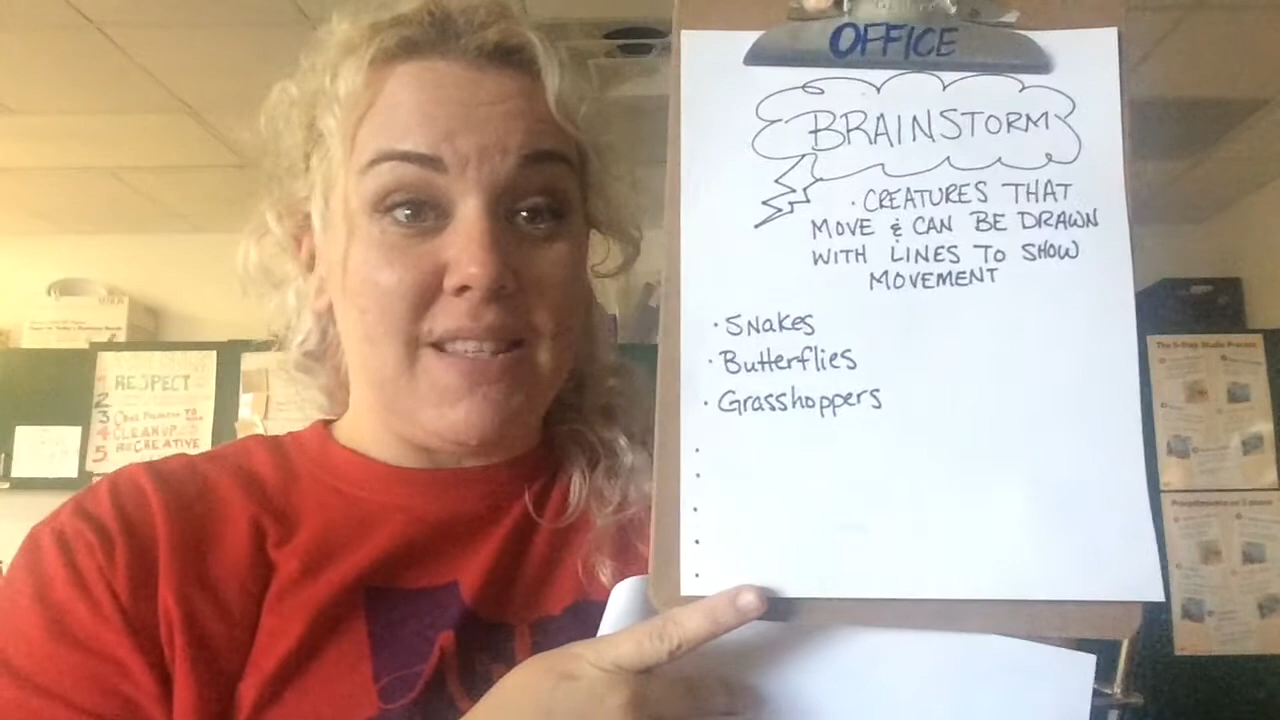 OFFICE
BRAINSTORM
· CREATURES THAT
MOVE & CAN BE DRAWN
WITH LINES TO SHOW
MOVEMENT
· Snakes
· Butterflies
· Grasshoppers
RESPECT
2
3
4 CLEAN UP
5 CREATIVE